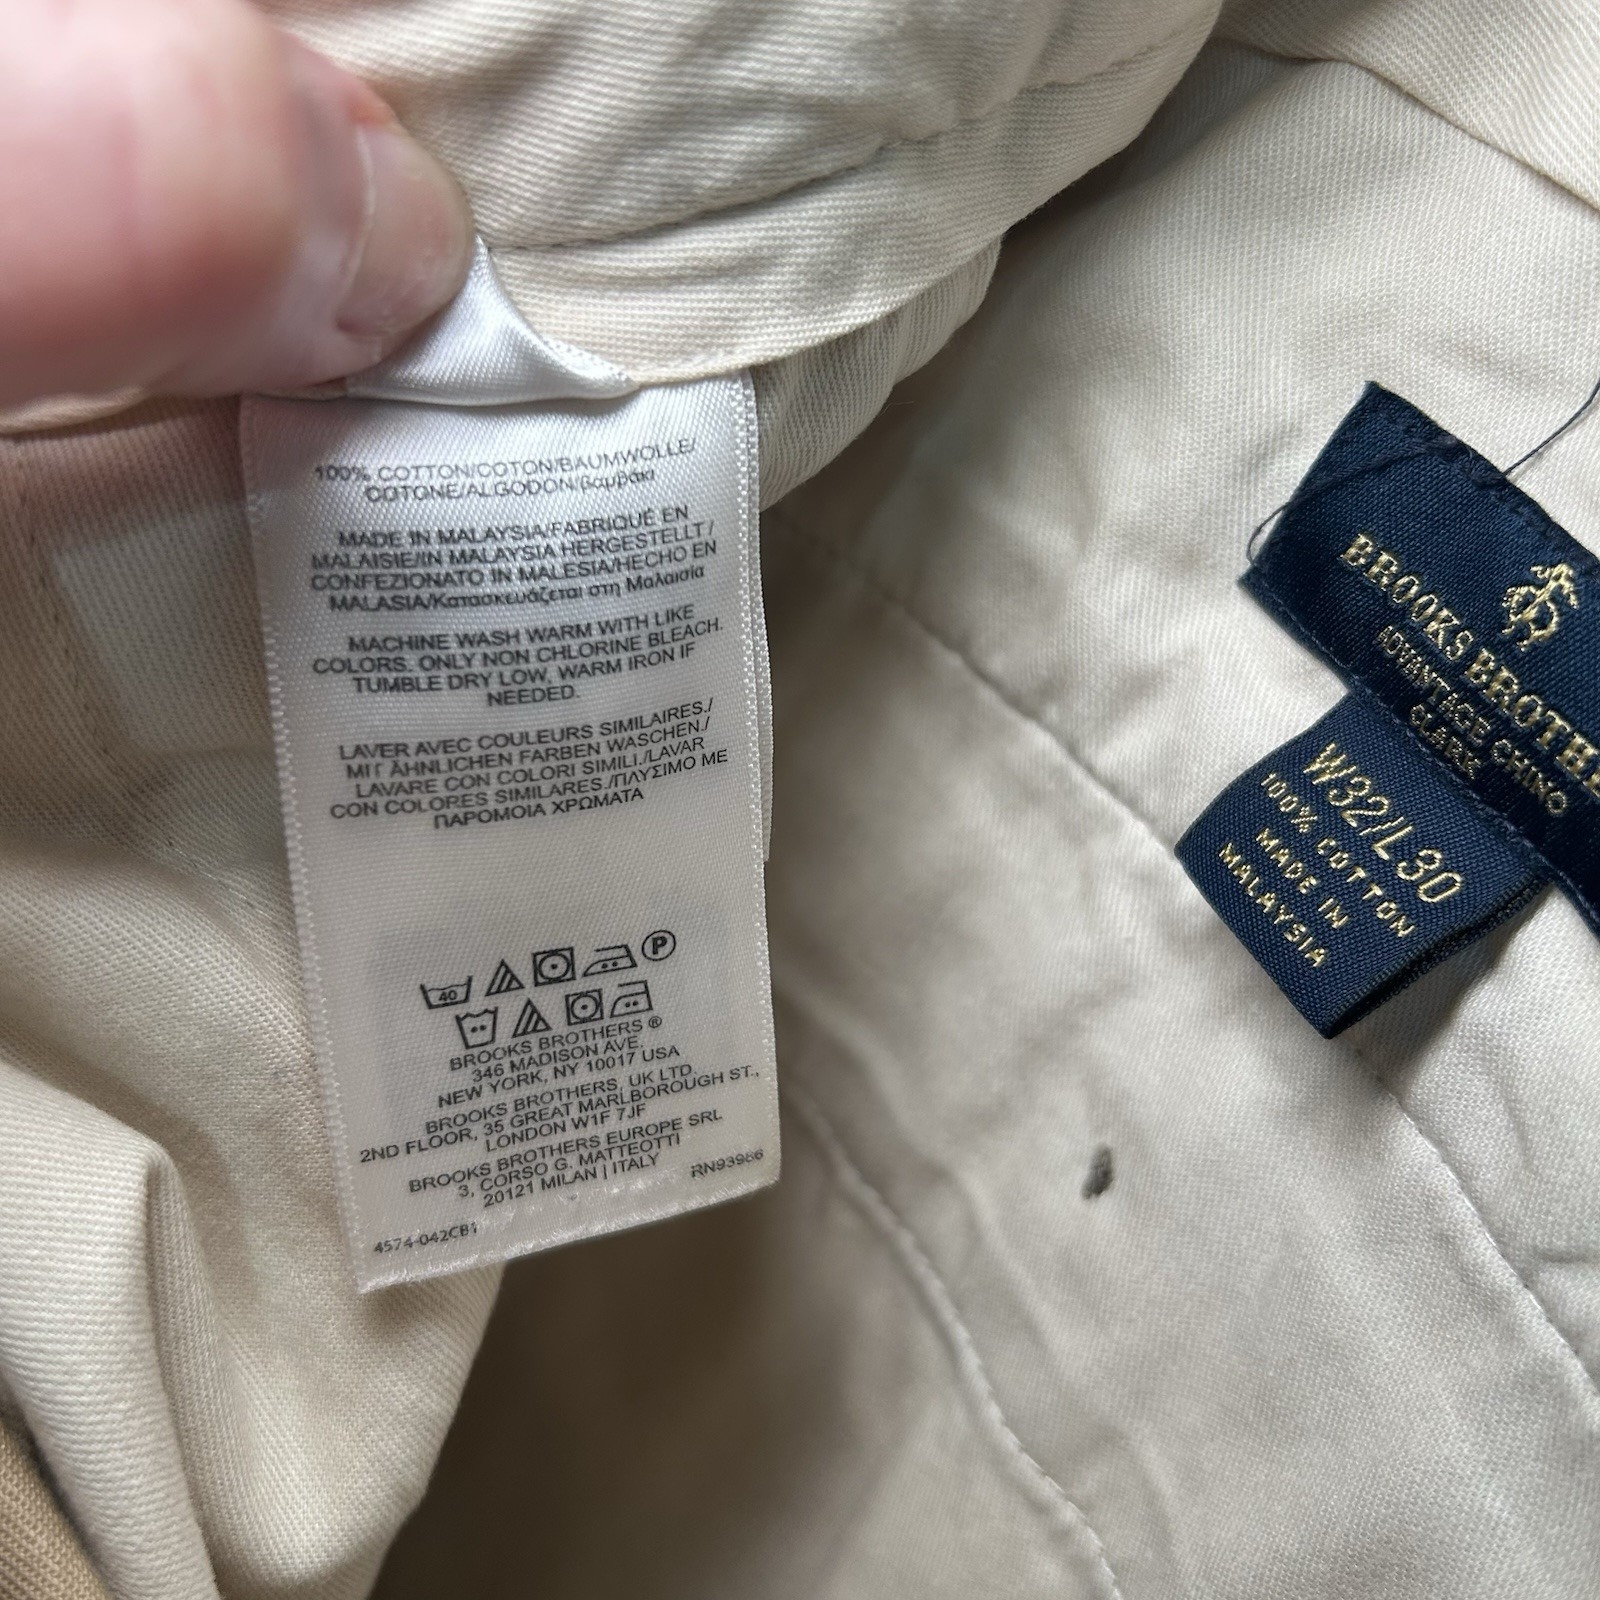 100% COTTON/COTON/BAUMWOLLE/
COTONE/ALGODON/βαμβάκι
MADE IN MALAYSIA/FABRIQUÉ EN
MALAISIE/IN MALAYSIA HERGESTELLT/
CONFEZIONATO IN MALESIA/HECHO EN
MALASIA/Κατασκευάζεται στη Μαλαισία
MACHINE WASH WARM WITH LIKE
COLORS. ONLY NON CHLORINE BLEACH.
TUMBLE DRY LOW, WARM IRON IF
NEEDED.
LAVER AVEC COULEURS SIMILAIRES./
MIT ÄHNLICHEN FARBEN WASCHEN./
LAVARE CON COLORI SIMILI./LAVAR
CON COLORES SIMILARES./ΠΛΥΣΙΜΟ ΜΕ
ΠΑΡΟΜΟΙΑ ΧΡΩΜΑΤΑ
40 P
BROOKS BROTHERS ®
346 MADISON AVE.
NEW YORK, NY 10017 USA
BROOKS BROTHERS, UK LTD.
2ND FLOOR, 35 GREAT MARLBOROUGH ST.,
LONDON W1F 7JF
BROOKS BROTHERS EUROPE SRL
3, CORSO G. MATTEOTTI
20121 MILAN | ITALY
RN93986
4574-042CB1
BROOKS BROTHE
ADVANTAGE CHINO
CLARK
W32/L30
100% COTTON
MADE IN
MALAYSIA